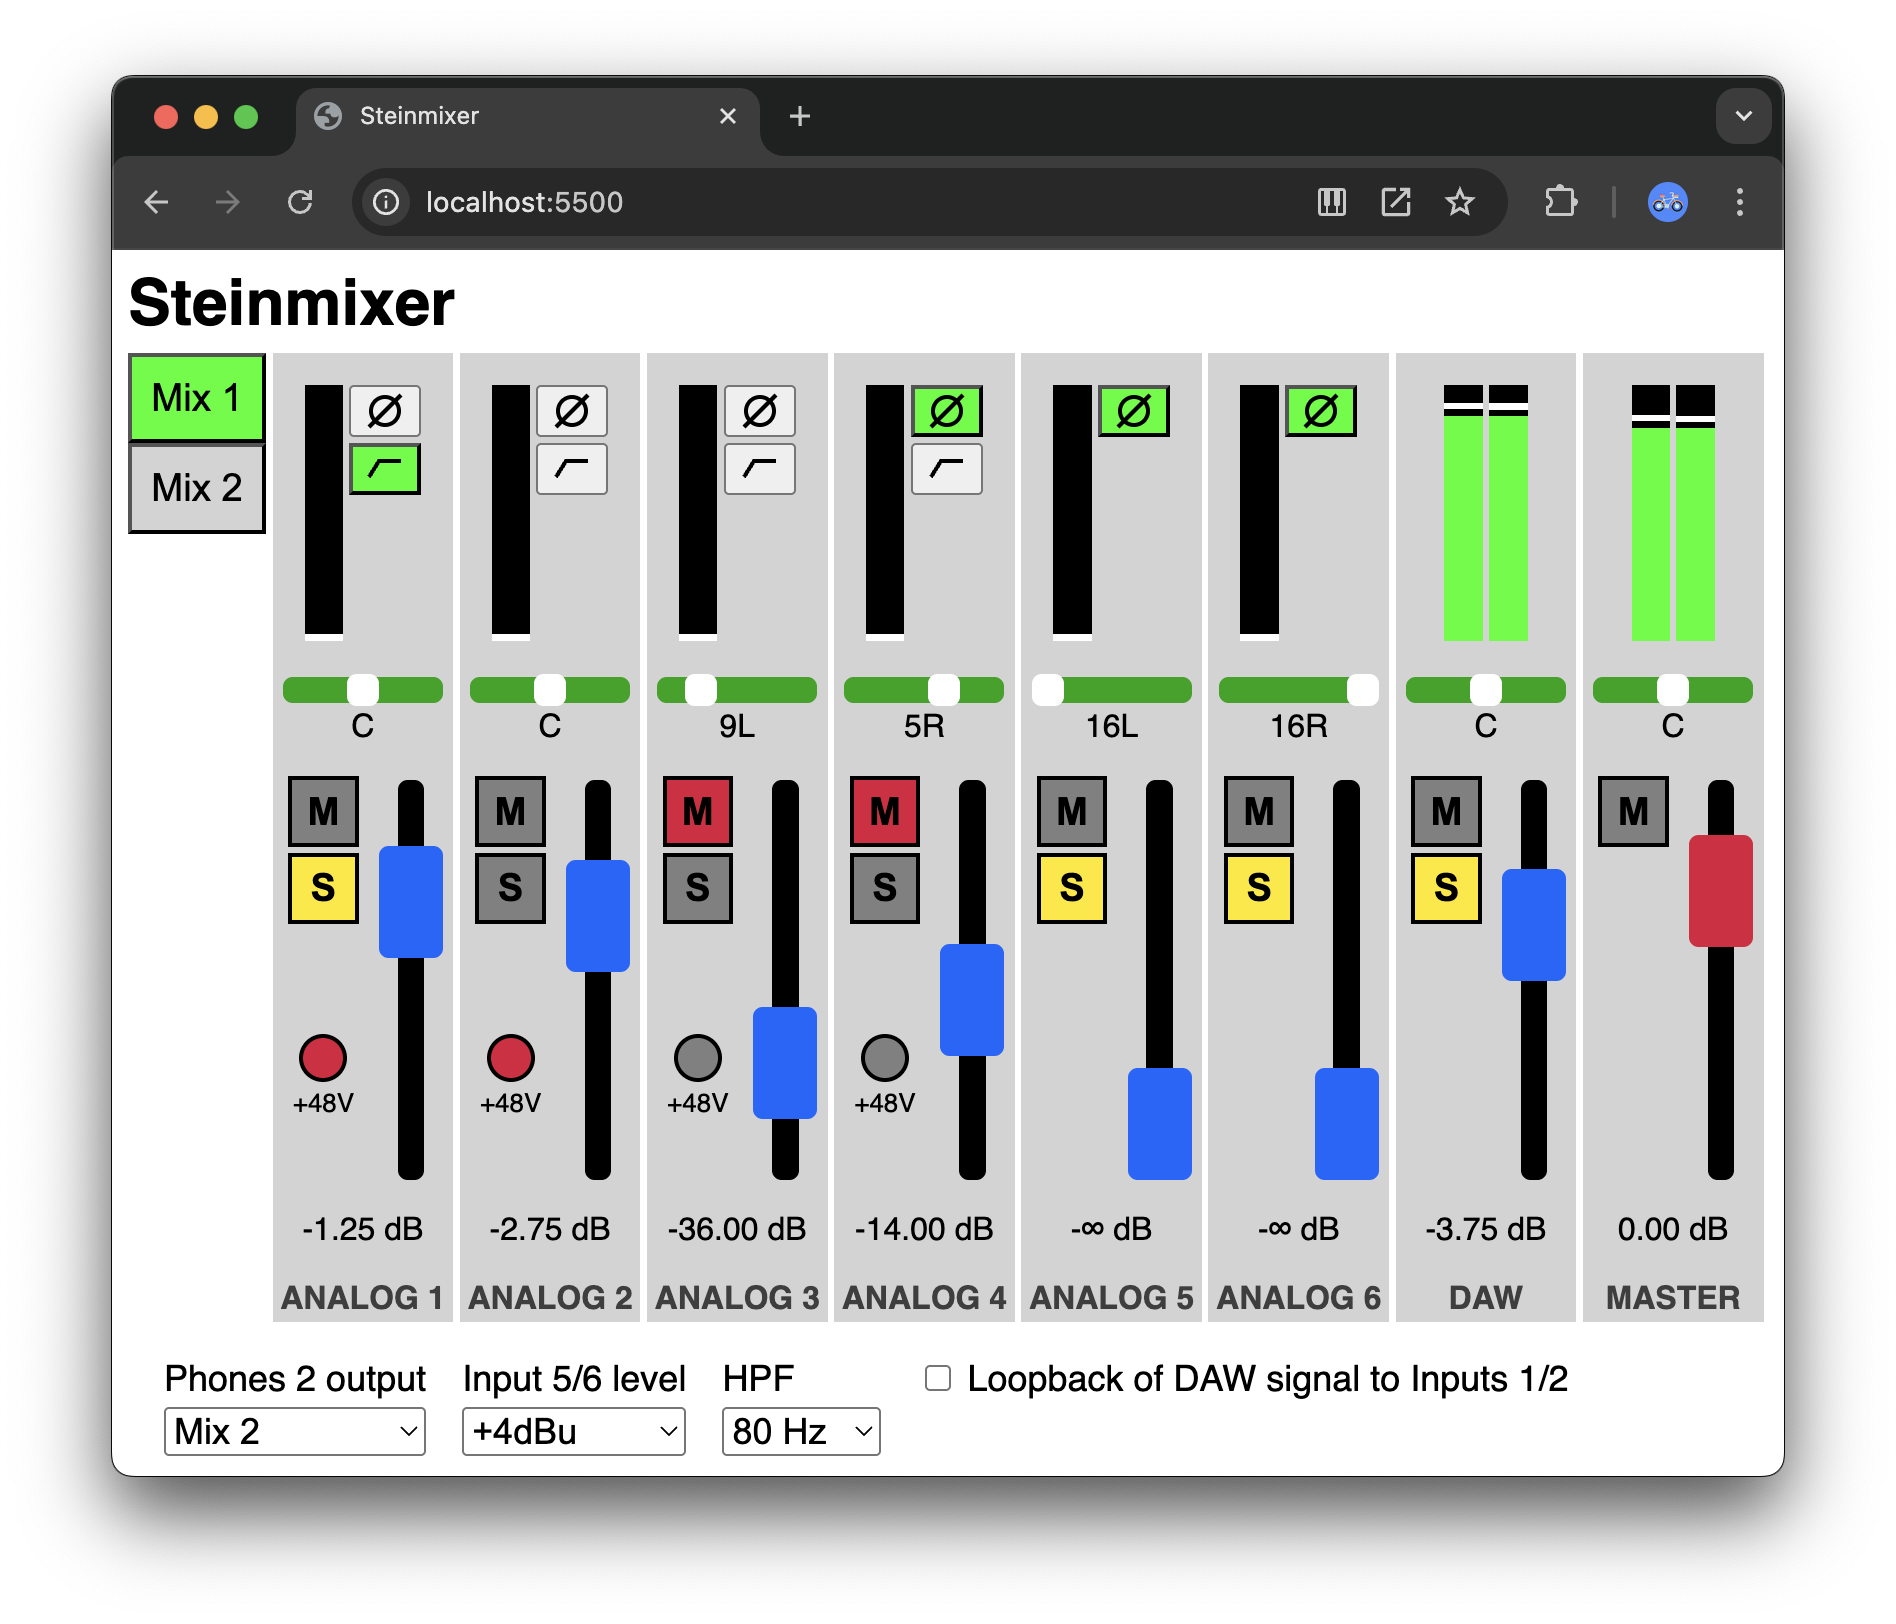 Steinmixer
localhost:5500
Steinmixer
Mix 1
Mix 2
Ø Ø Ø Ø Ø Ø
C C 9L 5R 16L 16R C C
M M M M M M M M
S S S S S S S
+48V +48V +48V +48V
-1.25 dB -2.75 dB -36.00 dB -14.00 dB -∞ dB -∞ dB -3.75 dB 0.00 dB
ANALOG 1 ANALOG 2 ANALOG 3 ANALOG 4 ANALOG 5 ANALOG 6 DAW MASTER
Phones 2 output Input 5/6 level HPF Loopback of DAW signal to Inputs 1/2
Mix 2 +4dBu 80 Hz